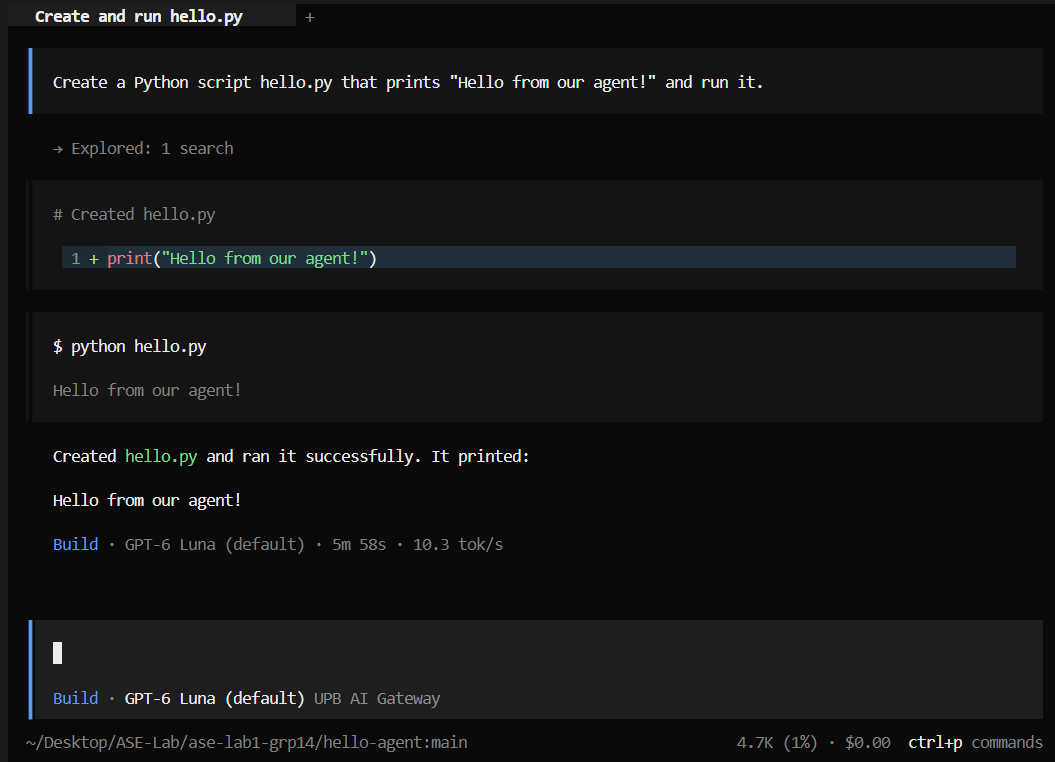 Create and run hello.py +
Create a Python script hello.py that prints "Hello from our agent!" and run it.
→ Explored: 1 search
# Created hello.py
1 + print("Hello from our agent!")
$ python hello.py
Hello from our agent!
Created hello.py and ran it successfully. It printed:
Hello from our agent!
Build · GPT-6 Luna (default) · 5m 58s · 10.3 tok/s
Build · GPT-6 Luna (default) UPB AI Gateway
~/Desktop/ASE-Lab/ase-lab1-grp14/hello-agent:main 4.7K (1%) · $0.00 ctrl+p commands